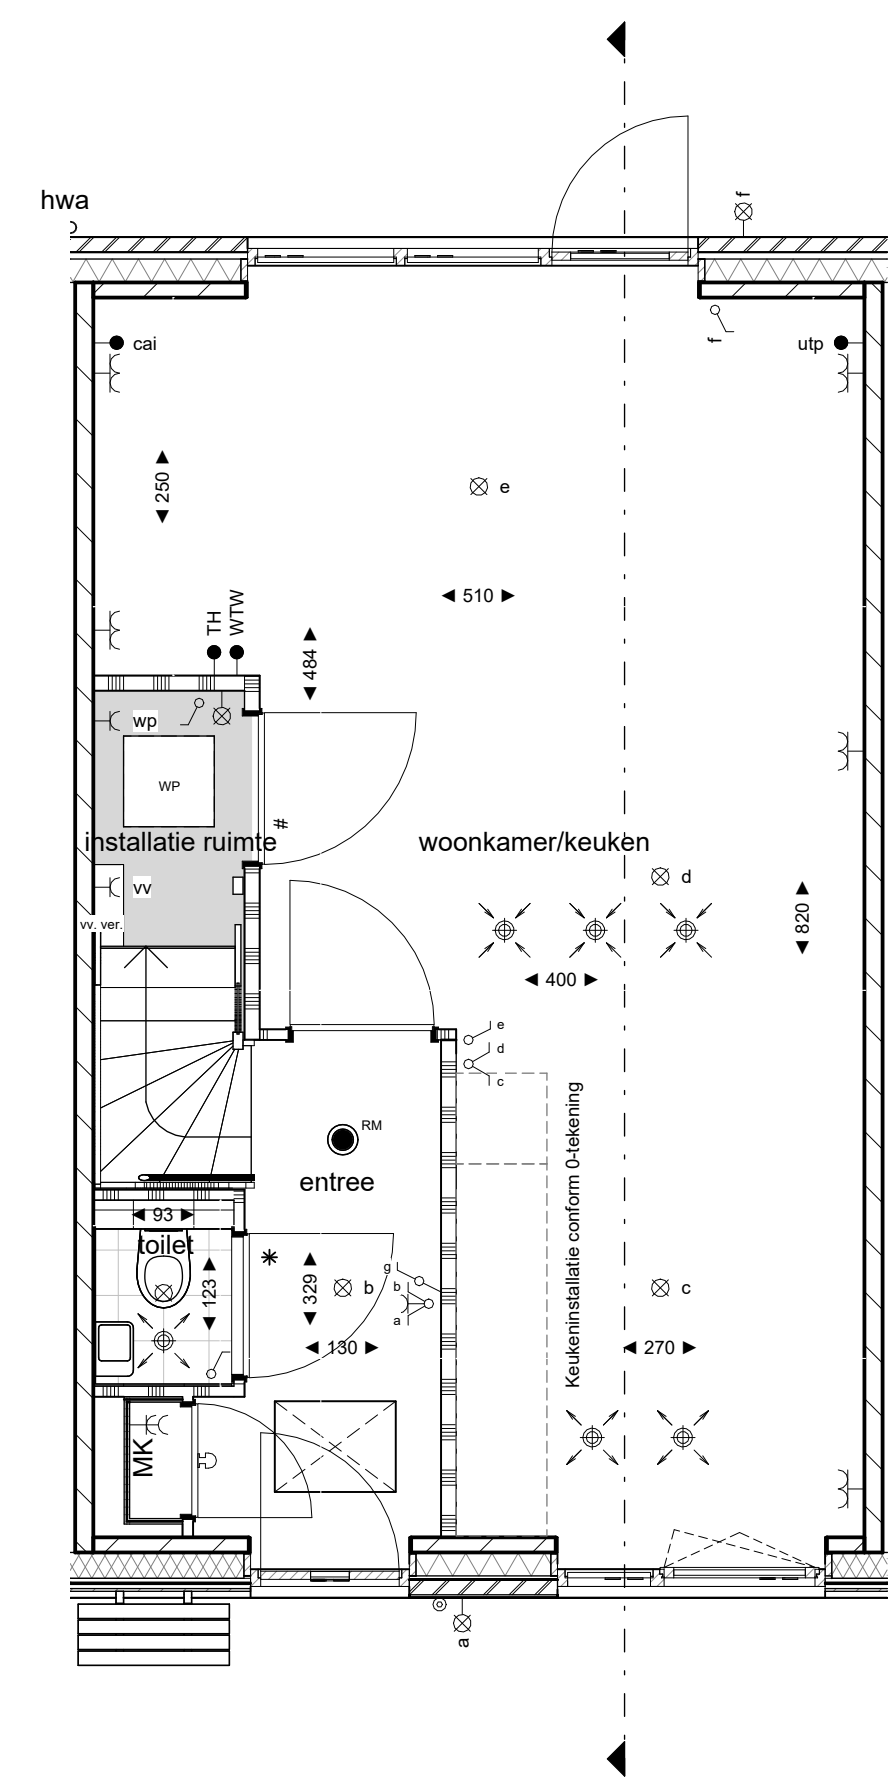 hwa
f
f
cai
utp
250
e
510
TH
WTW
484
wp
WP
#
installatie ruimte
woonkamer/keuken
vv
d
vv. ver.
820
400
e
d
c
RM
entree
Keukeninstallatie conform 0-tekening
93
toilet
*
123
329
b
g
b
a
c
130
270
MK
a